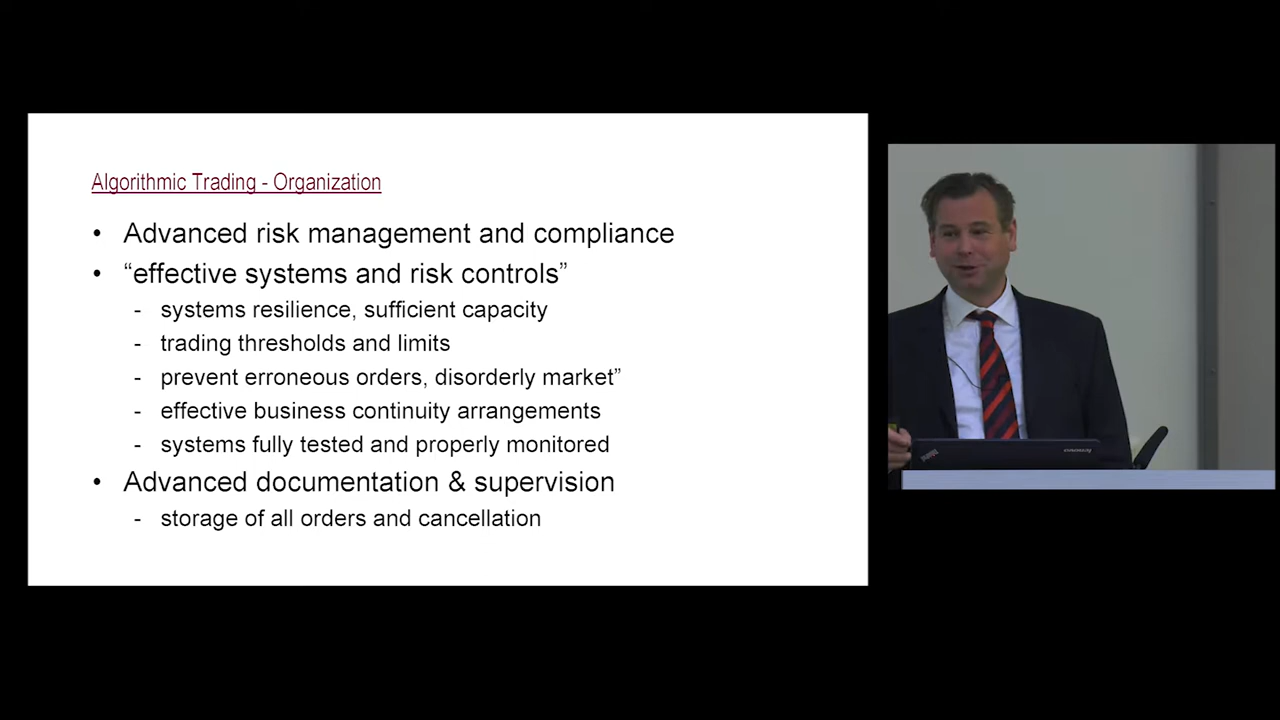 Algorithmic Trading - Organization
• Advanced risk management and compliance
• “effective systems and risk controls”
- systems resilience, sufficient capacity
- trading thresholds and limits
- prevent erroneous orders, disorderly market”
- effective business continuity arrangements
- systems fully tested and properly monitored
• Advanced documentation & supervision
- storage of all orders and cancellation